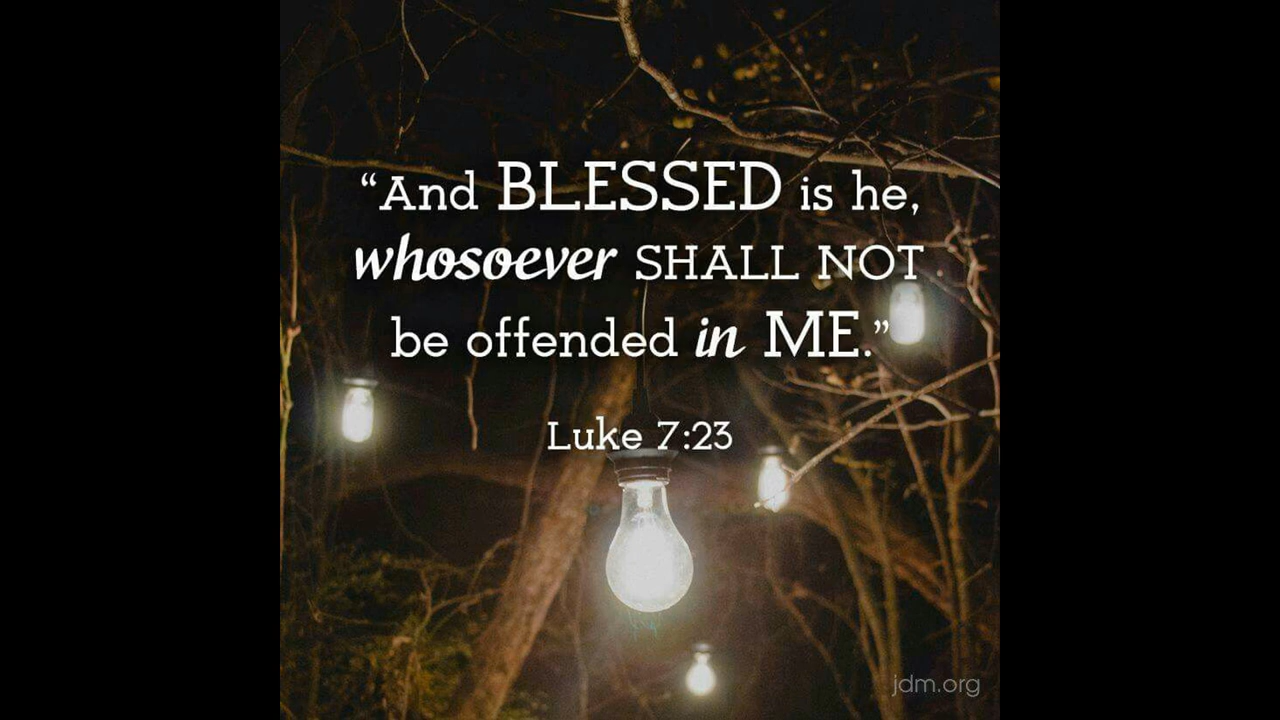 “And BLESSED is he,
whosoever SHALL NOT
be offended in ME.”
Luke 7:23
jdm.org